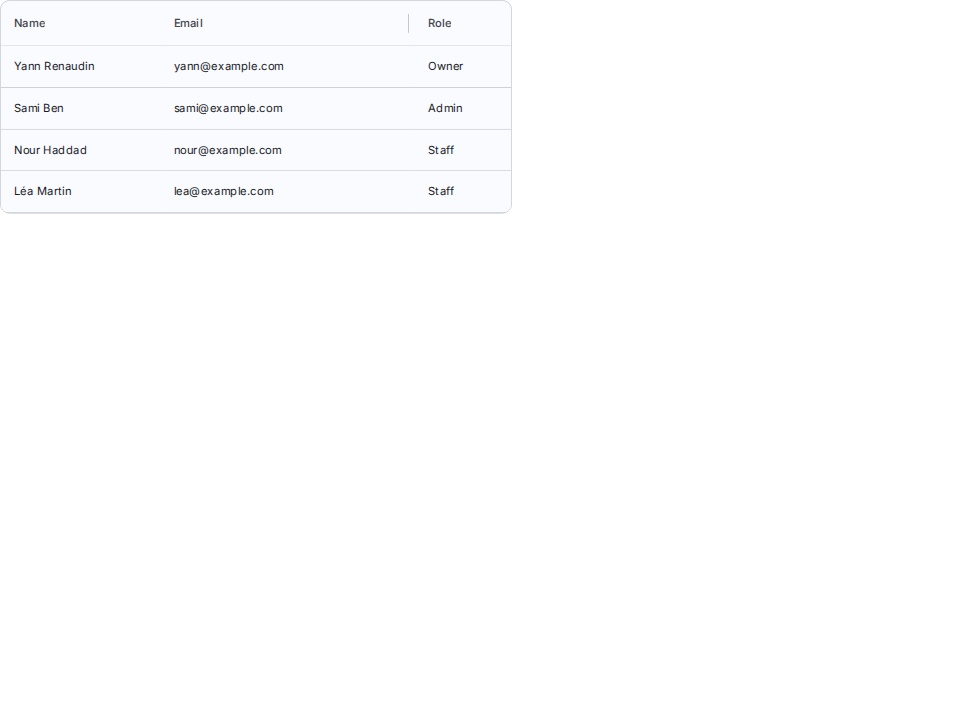 Name Email Role
Yann Renaudin yann@example.com Owner
Sami Ben sami@example.com Admin
Nour Haddad nour@example.com Staff
Léa Martin lea@example.com Staff